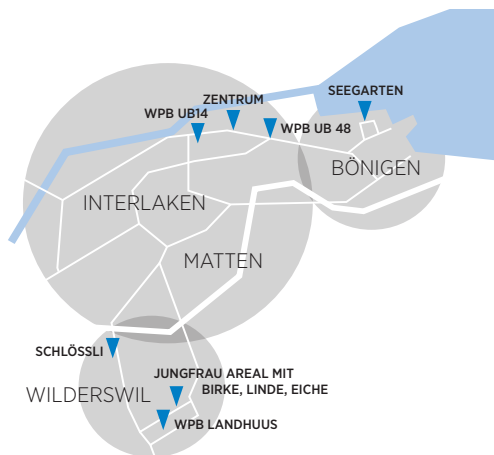 SEEGARTEN
ZENTRUM
WPB UB14
WPB UB 48
BÖNIGEN
INTERLAKEN
MATTEN
SCHLÖSSLI
JUNGFRAU AREAL MIT
BIRKE, LINDE, EICHE
WILDERSWIL
WPB LANDHUUS